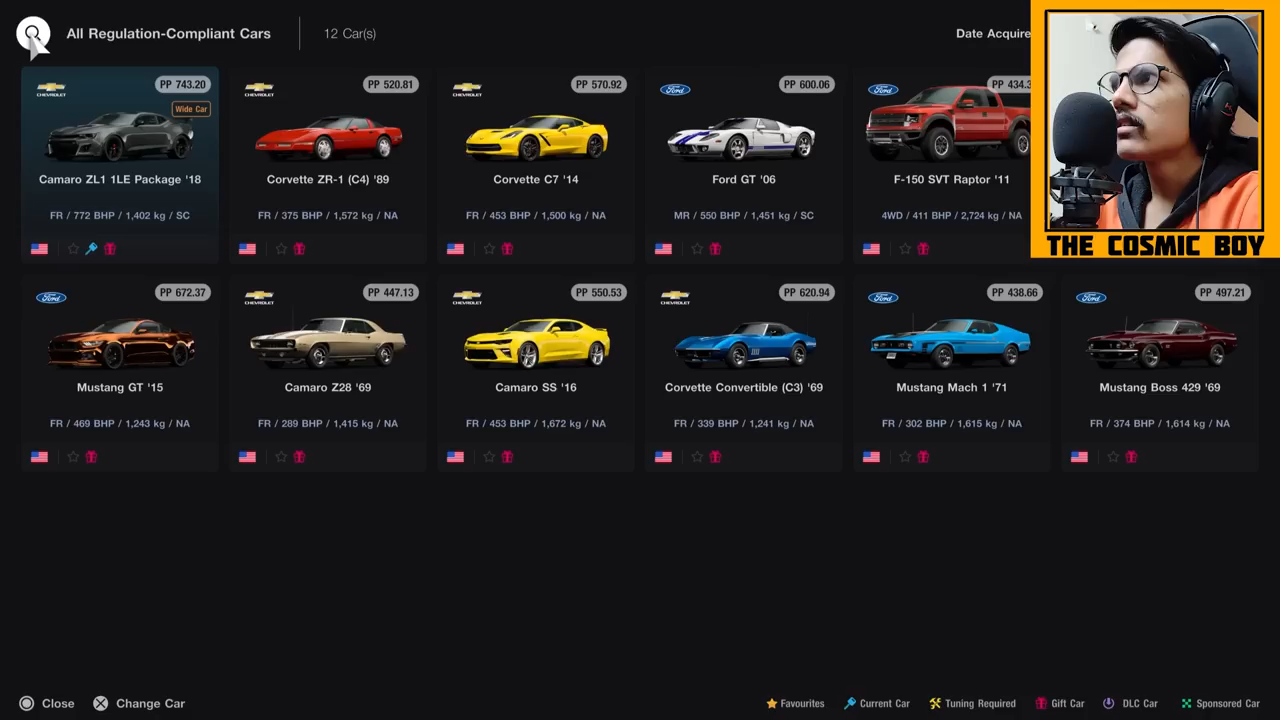 All Regulation-Compliant Cars
12 Car(s)
Date Acquire
CHEVROLET
PP 743.20
Wide Car
Camaro ZL1 1LE Package '18
FR / 772 BHP / 1,402 kg / SC
CHEVROLET
PP 520.81
Corvette ZR-1 (C4) '89
FR / 375 BHP / 1,572 kg / NA
CHEVROLET
PP 570.92
Corvette C7 '14
FR / 453 BHP / 1,500 kg / NA
Ford
PP 600.06
Ford GT '06
MR / 550 BHP / 1,451 kg / SC
Ford
PP 434.3
F-150 SVT Raptor '11
4WD / 411 BHP / 2,724 kg / NA
THE COSMIC BOY
Ford
PP 672.37
Mustang GT '15
FR / 469 BHP / 1,243 kg / NA
CHEVROLET
PP 447.13
Camaro Z28 '69
FR / 289 BHP / 1,415 kg / NA
CHEVROLET
PP 550.53
Camaro SS '16
FR / 453 BHP / 1,672 kg / NA
CHEVROLET
PP 620.94
Corvette Convertible (C3) '69
FR / 339 BHP / 1,241 kg / NA
Ford
PP 438.66
Mustang Mach 1 '71
FR / 302 BHP / 1,615 kg / NA
Ford
PP 497.21
Mustang Boss 429 '69
FR / 374 BHP / 1,614 kg / NA
Close
Change Car
Favourites
Current Car
Tuning Required
Gift Car
DLC Car
Sponsored Car